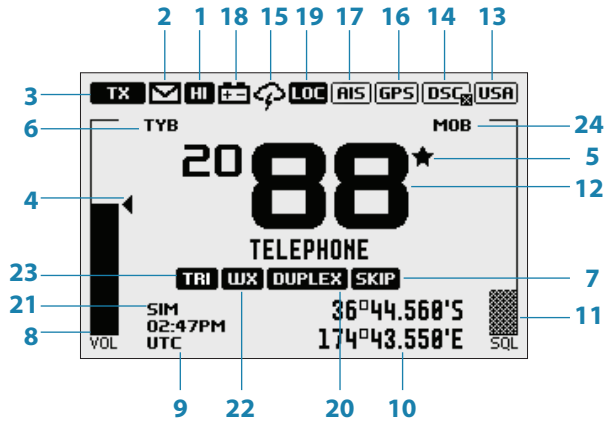 2 1 18 15 19 17 16 14 13
3 TX HI LOC AIS GPS DSC USA
6 TYB MOB 24
5
20 88 12
4
TELEPHONE
23 TRI WX DUPLEX SKIP 7
21 SIM 36°44.560'S
02:47PM 11
8 VOL UTC 174°43.550'E SQL
9 22 20 10